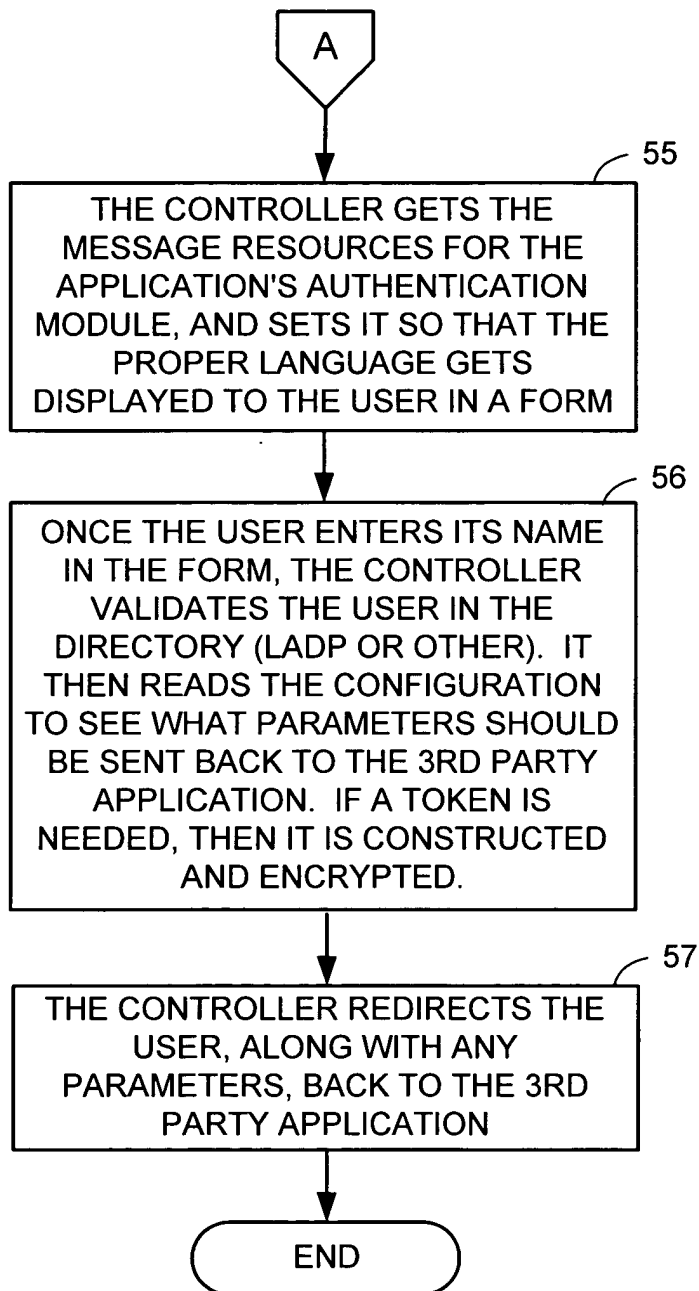 A
55
THE CONTROLLER GETS THE
MESSAGE RESOURCES FOR THE
APPLICATION'S AUTHENTICATION
MODULE, AND SETS IT SO THAT THE
PROPER LANGUAGE GETS
DISPLAYED TO THE USER IN A FORM
56
ONCE THE USER ENTERS ITS NAME
IN THE FORM, THE CONTROLLER
VALIDATES THE USER IN THE
DIRECTORY (LADP OR OTHER). IT
THEN READS THE CONFIGURATION
TO SEE WHAT PARAMETERS SHOULD
BE SENT BACK TO THE 3RD PARTY
APPLICATION. IF A TOKEN IS
NEEDED, THEN IT IS CONSTRUCTED
AND ENCRYPTED.
57
THE CONTROLLER REDIRECTS THE
USER, ALONG WITH ANY
PARAMETERS, BACK TO THE 3RD
PARTY APPLICATION
END